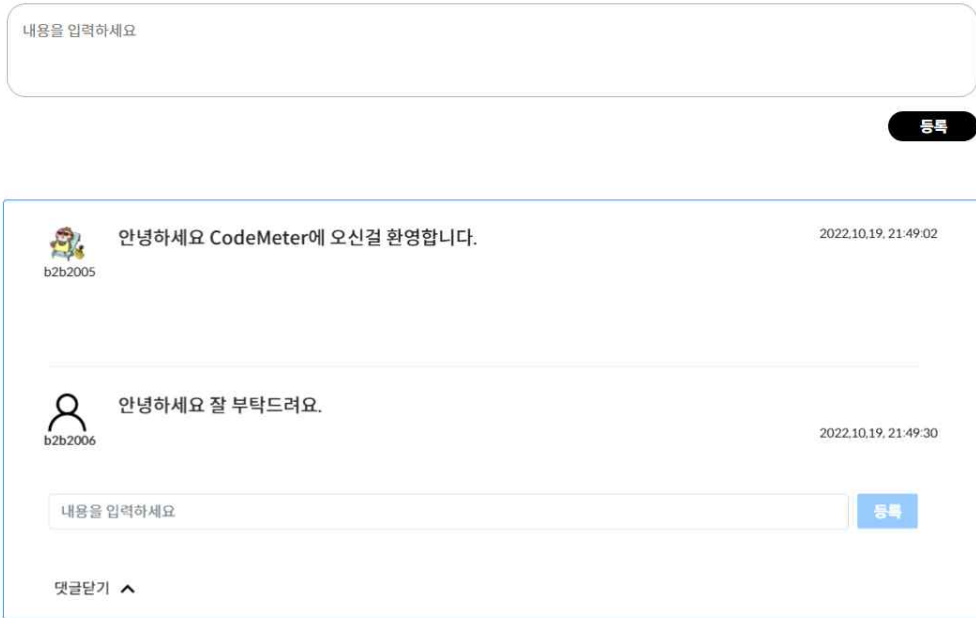 내용을 입력하세요
등록
안녕하세요 CodeMeter에 오신걸 환영합니다.
2022,10,19, 21:49:02
b2b2005
안녕하세요 잘 부탁드려요.
b2b2006
2022,10,19, 21:49:30
내용을 입력하세요
등록
댓글닫기